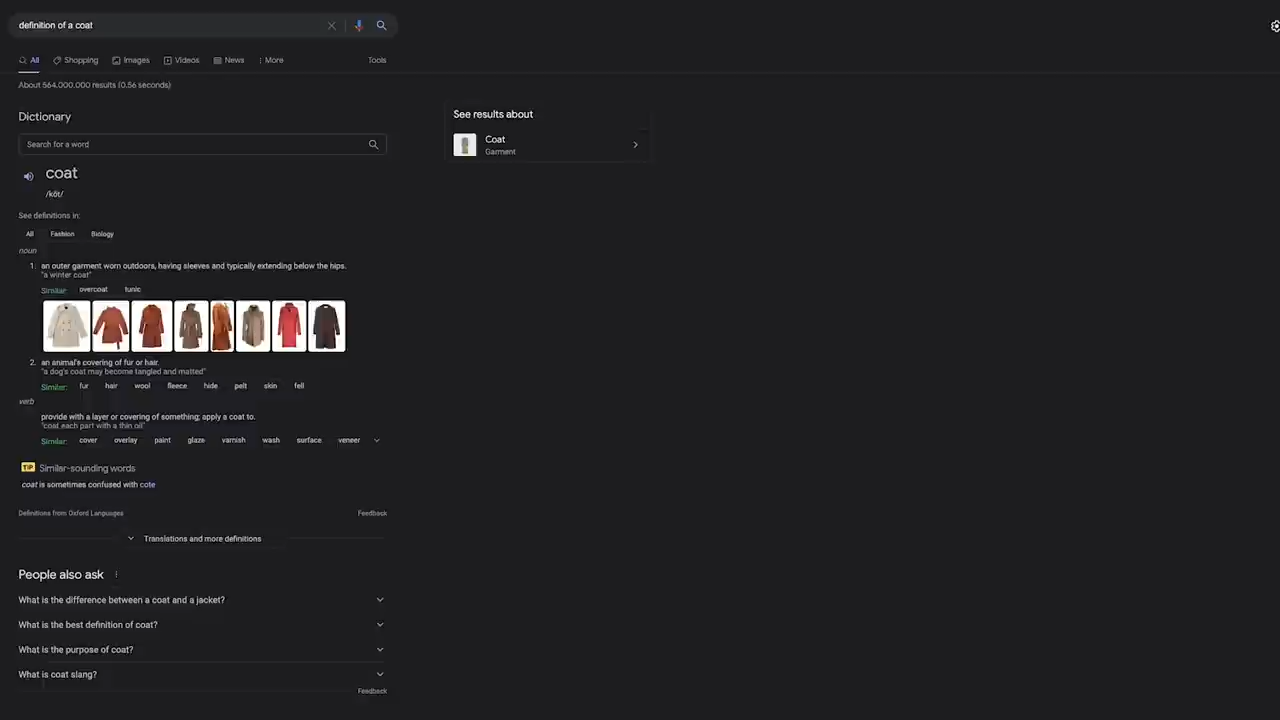 definition of a coat
All Shopping Images Videos News More Tools
About 564.000.000 results (0.56 seconds)
Dictionary
Search for a word
coat
/kōt/
See definitions in:
All Fashion Biology
noun
1. an outer garment worn outdoors, having sleeves and typically extending below the hips.
"a winter coat"
Similar: overcoat tunic
2. an animal's covering of fur or hair.
"a dog's coat may become tangled and matted"
Similar: fur hair wool fleece hide pelt skin fell
verb
provide with a layer or covering of something; apply a coat to.
"coat each part with a thin oil"
Similar: cover overlay paint glaze varnish wash surface veneer
TIP Similar-sounding words
coat is sometimes confused with cote
Definitions from Oxford Languages Feedback
Translations and more definitions
People also ask
What is the difference between a coat and a jacket?
What is the best definition of coat?
What is the purpose of coat?
What is coat slang?
Feedback
See results about
Coat
Garment